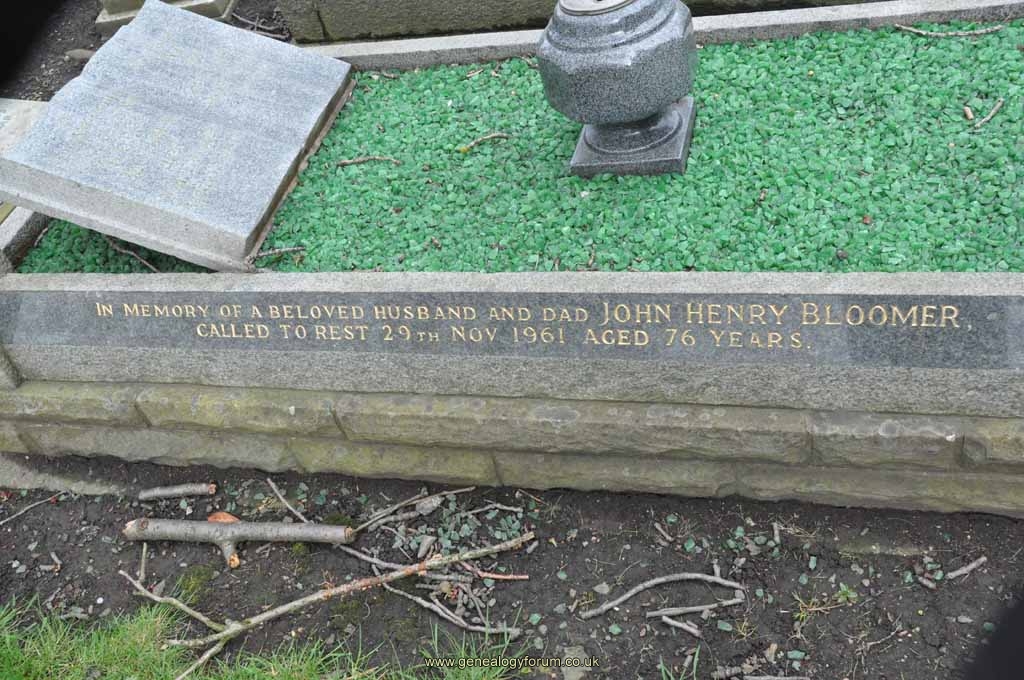 IN MEMORY OF A BELOVED HUSBAND AND DAD JOHN HENRY BLOOMER,
CALLED TO REST 29TH NOV 1961 AGED 76 YEARS.
www.genealogyforum.co.uk